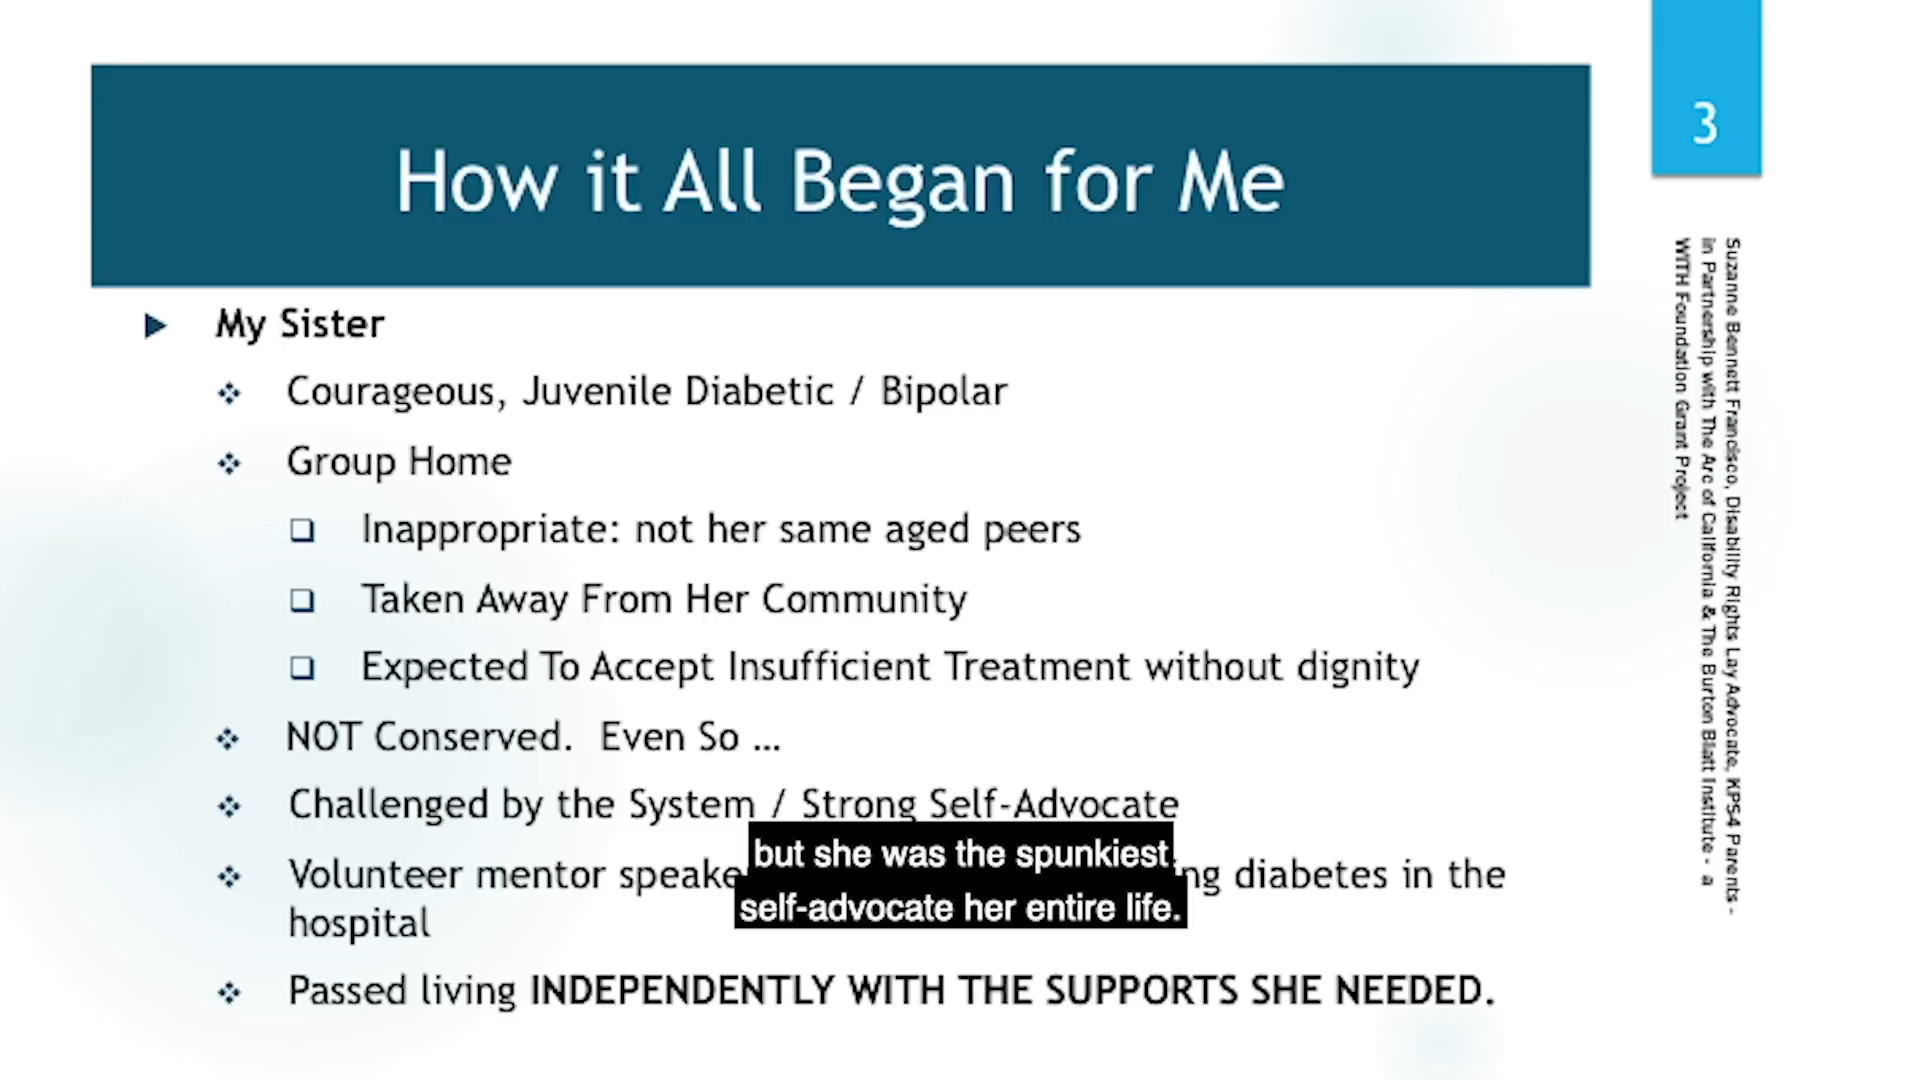 How it All Began for Me
3
My Sister
Courageous, Juvenile Diabetic / Bipolar
Group Home
Inappropriate: not her same aged peers
Taken Away From Her Community
Expected To Accept Insufficient Treatment without dignity
NOT Conserved. Even So ...
Challenged by the System / Strong Self-Advocate
Volunteer mentor diabetes in the
hospital
Passed living INDEPENDENTLY WITH THE SUPPORTS SHE NEEDED.
but she was the spunkiest
self-advocate her entire life.
Suzanne Bennett Francisco, Disability Rights Lay Advocate, KPS4 Parents -
in Partnership with The Arc of California & The Burton Blatt Institute - a
WITH Foundation Grant Project